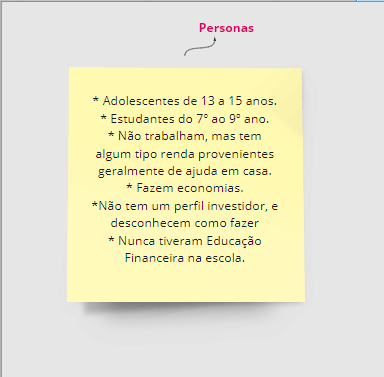 Personas
* Adolescentes de 13 a 15 anos.
* Estudantes do 7º ao 9º ano.
* Não trabalham, mas tem
algum tipo renda provenientes
geralmente de ajuda em casa.
* Fazem economias.
*Não tem um perfil investidor, e
desconhecem como fazer
* Nunca tiveram Educação
Financeira na escola.